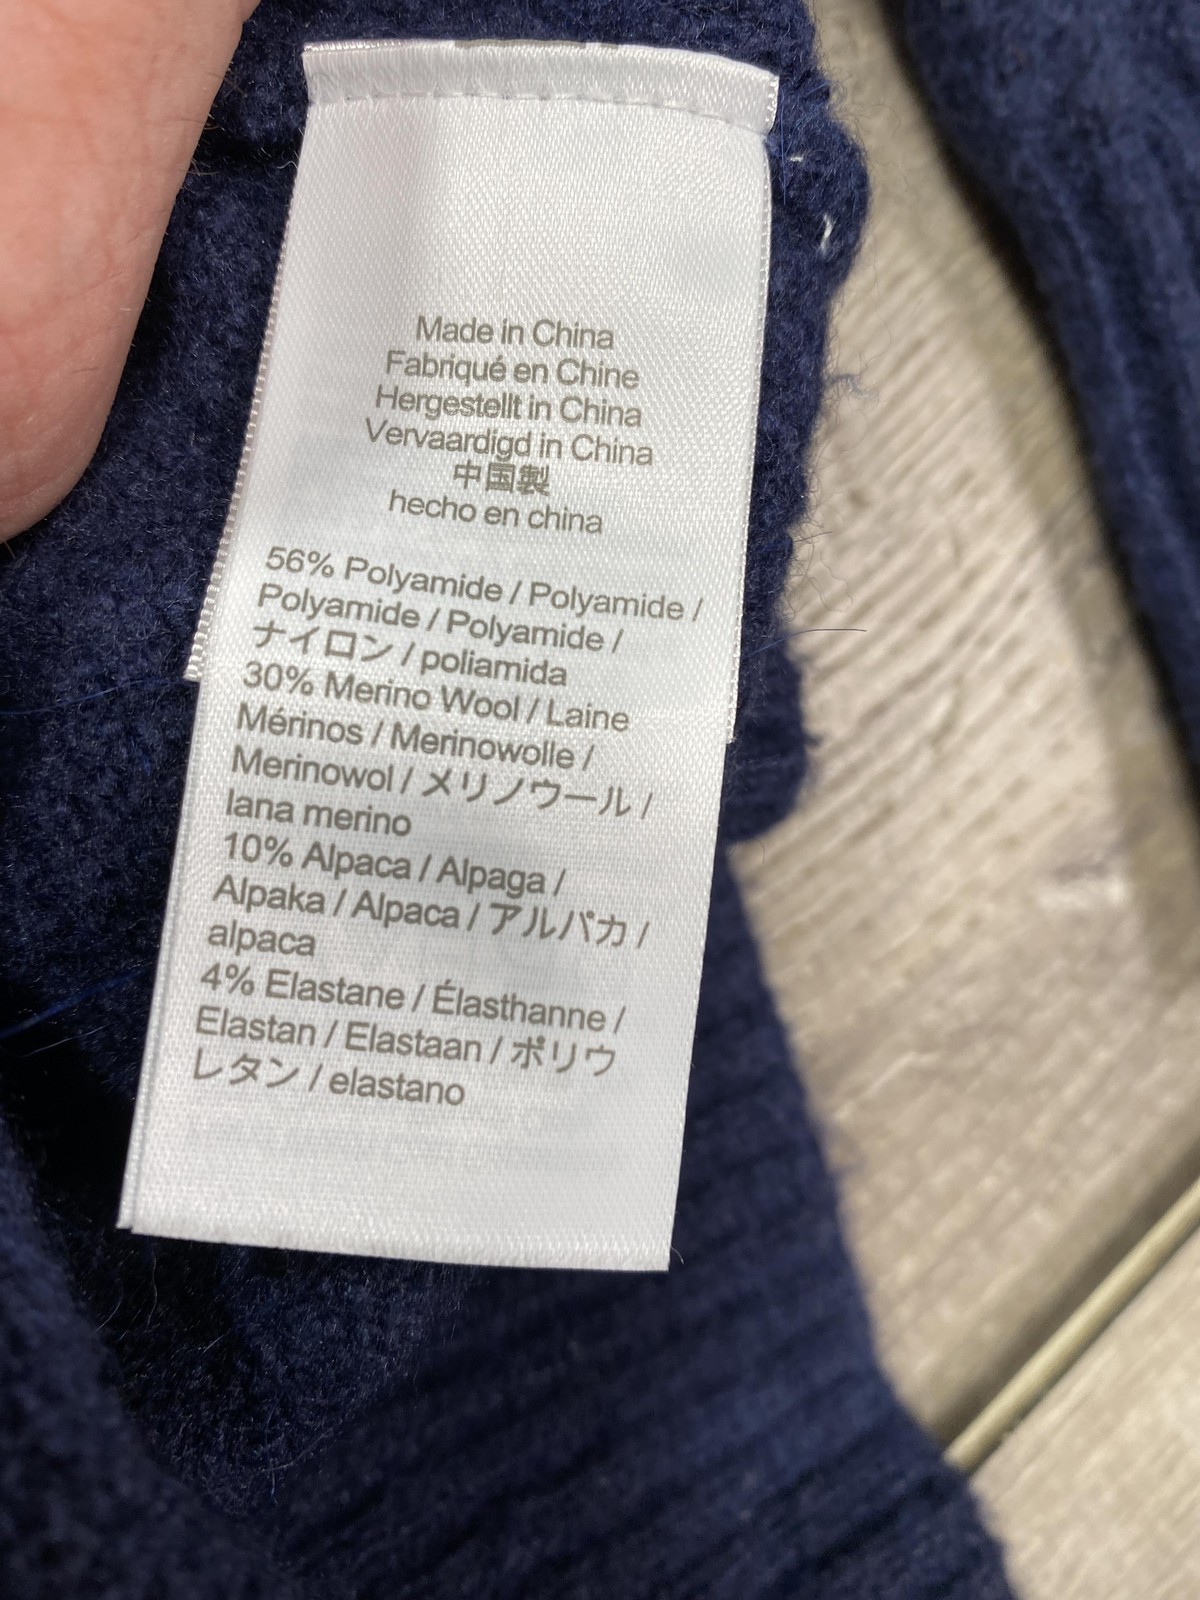 Made in China
Fabriqué en Chine
Hergestellt in China
Vervaardigd in China
中国製
hecho en china
56% Polyamide / Polyamide /
Polyamide / Polyamide /
ナイロン / poliamida
30% Merino Wool / Laine
Mérinos / Merinowolle /
Merinowol / メリノウール /
lana merino
10% Alpaca / Alpaga /
Alpaka / Alpaca / アルパカ /
alpaca
4% Elastane / Élasthanne /
Elastan / Elastaan / ポリウ
レタン / elastano